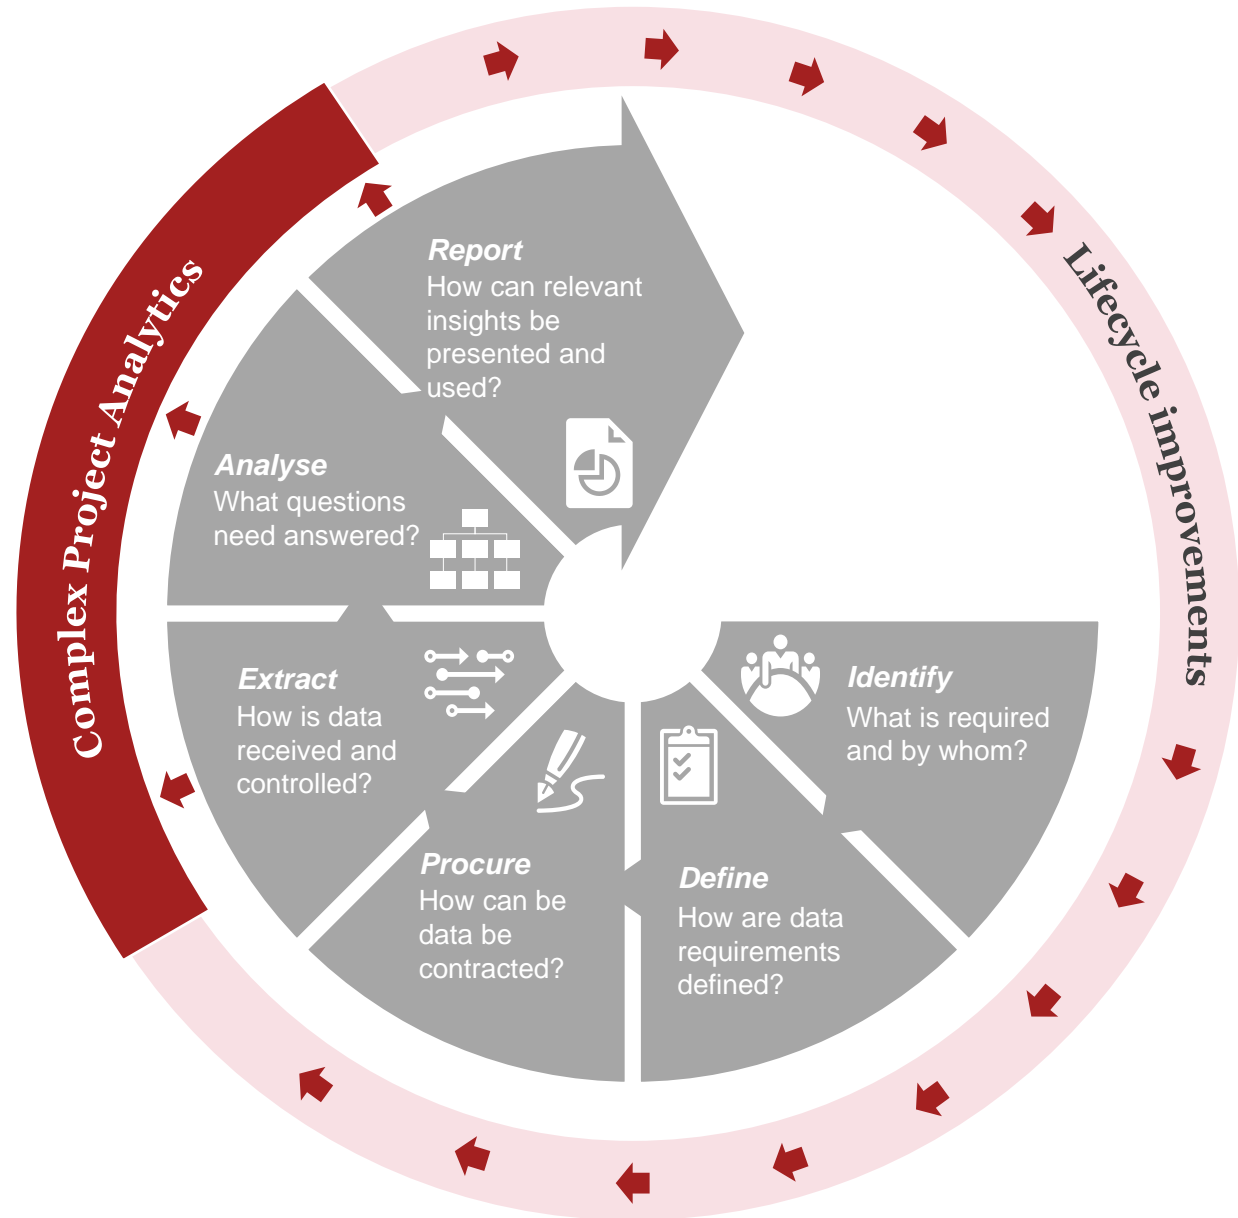 Complex Project Analytics
Lifecycle improvements
Report
How can relevant
insights be
presented and
used?
Analyse
What questions
need answered?
Extract
How is data
received and
controlled?
Procure
How can be
data be
contracted?
Define
How are data
requirements
defined?
Identify
What is required
and by whom?